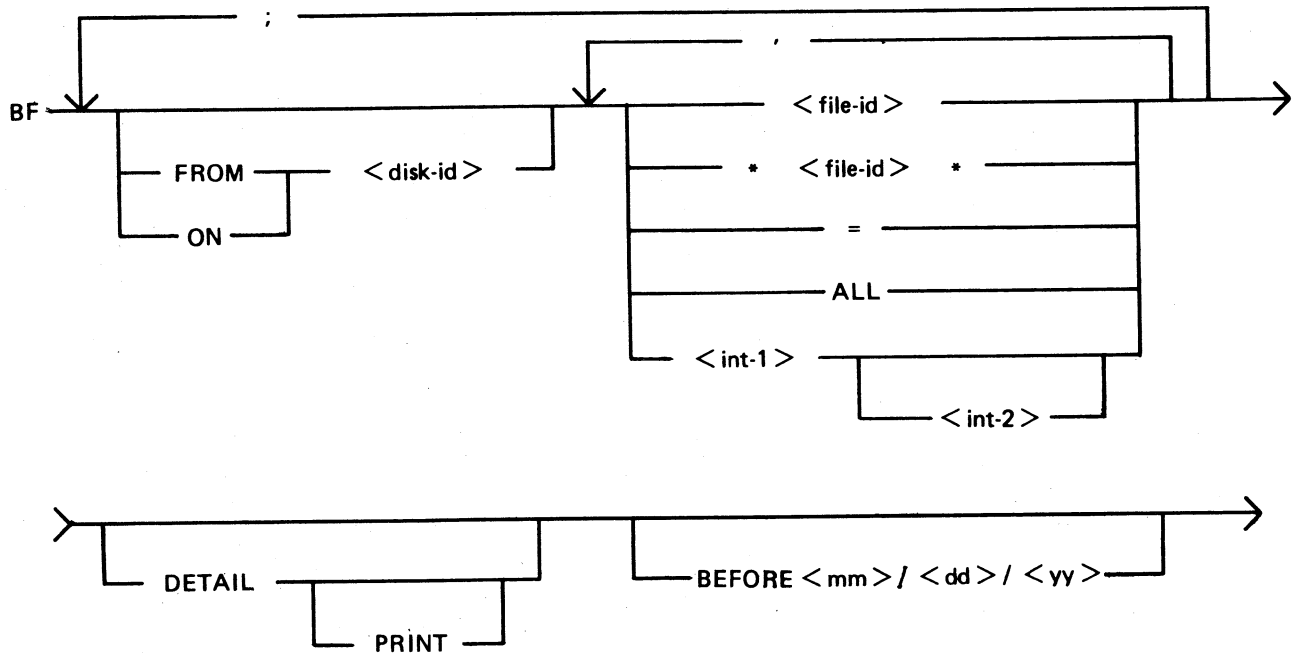 ;
,
BF
<file-id>
FROM <disk-id>
* <file-id> *
ON
=
ALL
<int-1>
<int-2>
DETAIL
BEFORE <mm> / <dd> / <yy>
PRINT